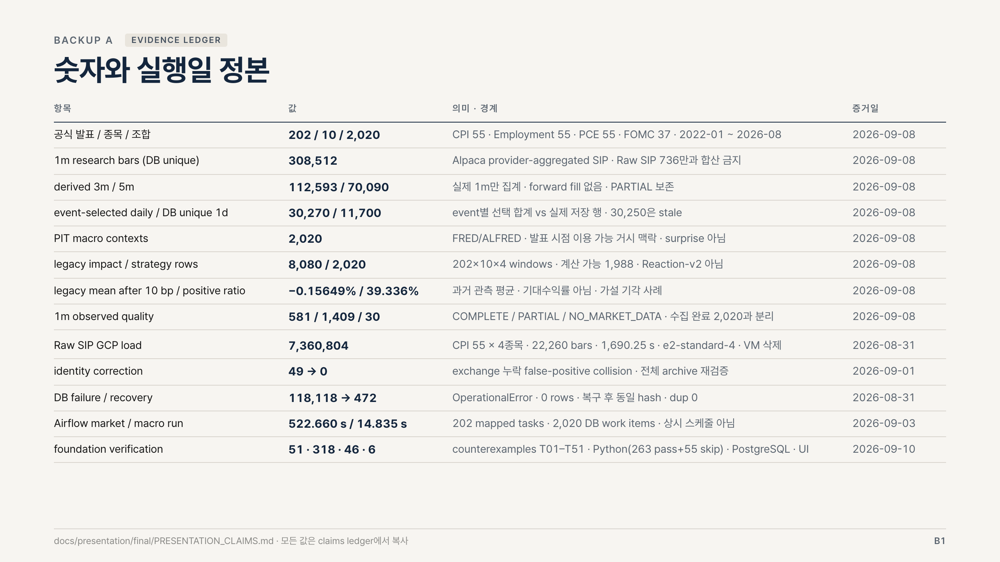 BACKUP A EVIDENCE LEDGER
숫자와 실행일 정본
항목 값 의미 · 경계 증거일
공식 발표 / 종목 / 조합 202 / 10 / 2,020 CPI 55 · Employment 55 · PCE 55 · FOMC 37 · 2022-01 ~ 2026-08 2026-09-08
1m research bars (DB unique) 308,512 Alpaca provider-aggregated SIP · Raw SIP 736만과 합산 금지 2026-09-08
derived 3m / 5m 112,593 / 70,090 실제 1m만 집계 · forward fill 없음 · PARTIAL 보존 2026-09-08
event-selected daily / DB unique 1d 30,270 / 11,700 event별 선택 합계 vs 실제 저장 행 · 30,250은 stale 2026-09-08
PIT macro contexts 2,020 FRED/ALFRED · 발표 시점 이용 가능 거시 맥락 · surprise 아님 2026-09-08
legacy impact / strategy rows 8,080 / 2,020 202×10×4 windows · 계산 가능 1,988 · Reaction-v2 아님 2026-09-08
legacy mean after 10 bp / positive ratio −0.15649% / 39.336% 과거 관측 평균 · 기대수익률 아님 · 가설 기각 사례 2026-09-08
1m observed quality 581 / 1,409 / 30 COMPLETE / PARTIAL / NO_MARKET_DATA · 수집 완료 2,020과 분리 2026-09-08
Raw SIP GCP load 7,360,804 CPI 55 × 4종목 · 22,260 bars · 1,690.25 s · e2-standard-4 · VM 삭제 2026-08-31
identity correction 49 → 0 exchange 누락 false-positive collision · 전체 archive 재검증 2026-09-01
DB failure / recovery 118,118 → 472 OperationalError · 0 rows · 복구 후 동일 hash · dup 0 2026-08-31
Airflow market / macro run 522.660 s / 14.835 s 202 mapped tasks · 2,020 DB work items · 상시 스케줄 아님 2026-09-03
foundation verification 51 · 318 · 46 · 6 counterexamples T01–T51 · Python(263 pass+55 skip) · PostgreSQL · UI 2026-09-10
docs/presentation/final/PRESENTATION_CLAIMS.md · 모든 값은 claims ledger에서 복사 B1